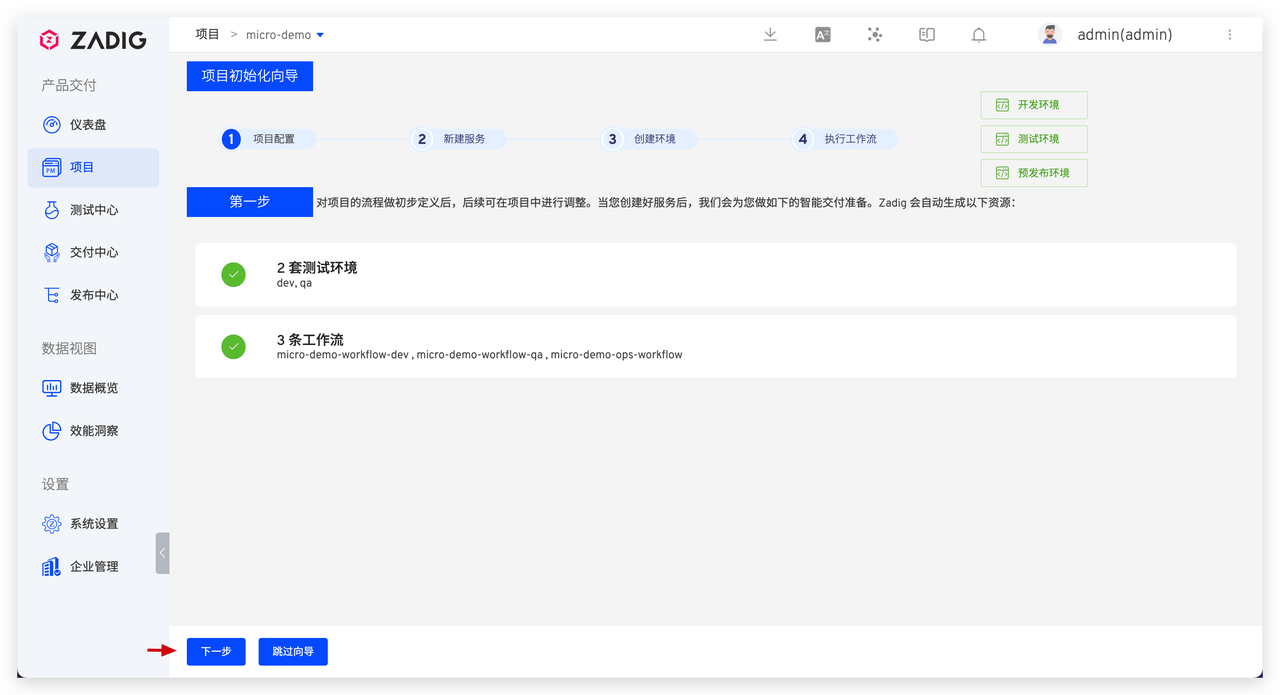 ZADIG
项目 > micro-demo
admin(admin)
产品交付
仪表盘
项目
测试中心
交付中心
发布中心
数据视图
数据概览
效能洞察
设置
系统设置
企业管理
项目初始化向导
1 项目配置
2 新建服务
3 创建环境
4 执行工作流
开发环境
测试环境
预发布环境
第一步 对项目的流程做初步定义后，后续可在项目中进行调整。当您创建好服务后，我们会为您做如下的智能交付准备。Zadig 会自动生成以下资源：
2 套测试环境
dev, qa
3 条工作流
micro-demo-workflow-dev , micro-demo-workflow-qa , micro-demo-ops-workflow
下一步 跳过向导